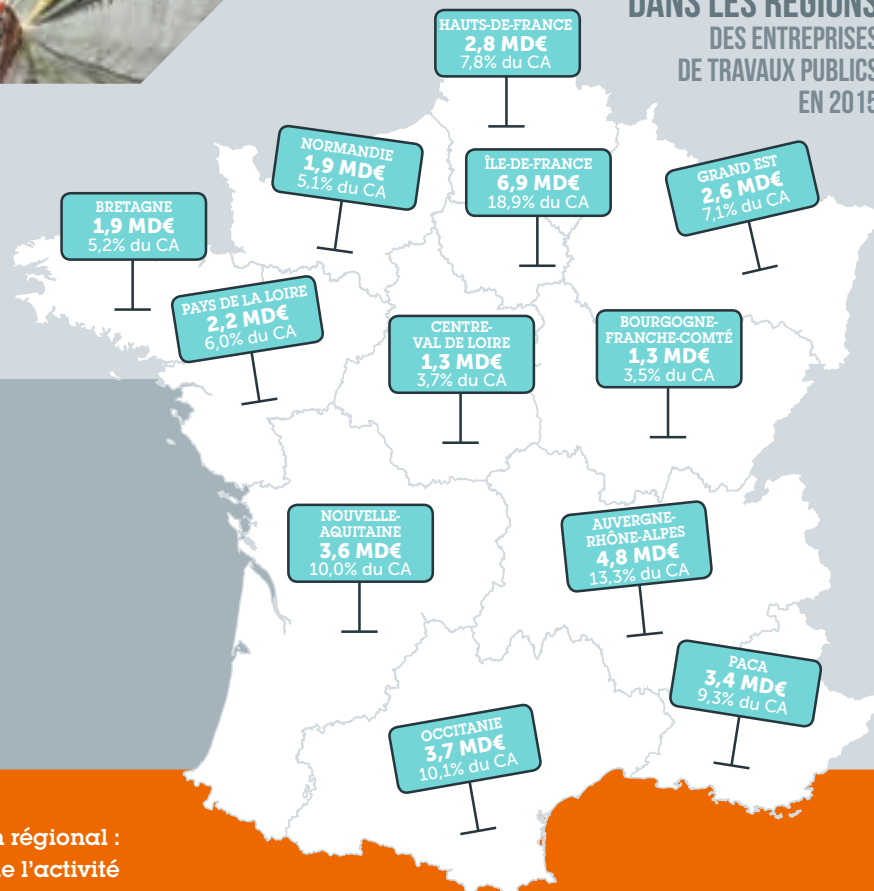 DANS LES RÉGIONS
DES ENTREPRISES
DE TRAVAUX PUBLICS
EN 2015
HAUTS-DE-FRANCE
2,8 MD€
7,8% du CA
NORMANDIE
1,9 MD€
5,1% du CA
ÎLE-DE-FRANCE
6,9 MD€
18,9% du CA
GRAND EST
2,6 MD€
7,1% du CA
BRETAGNE
1,9 MD€
5,2% du CA
PAYS DE LA LOIRE
2,2 MD€
6,0% du CA
CENTRE-
VAL DE LOIRE
1,3 MD€
3,7% du CA
BOURGOGNE-
FRANCHE-COMTÉ
1,3 MD€
3,5% du CA
NOUVELLE-
AQUITAINE
3,6 MD€
10,0% du CA
AUVERGNE-
RHÔNE-ALPES
4,8 MD€
13,3% du CA
PACA
3,4 MD€
9,3% du CA
OCCITANIE
3,7 MD€
10,1% du CA
régional :
l'activité